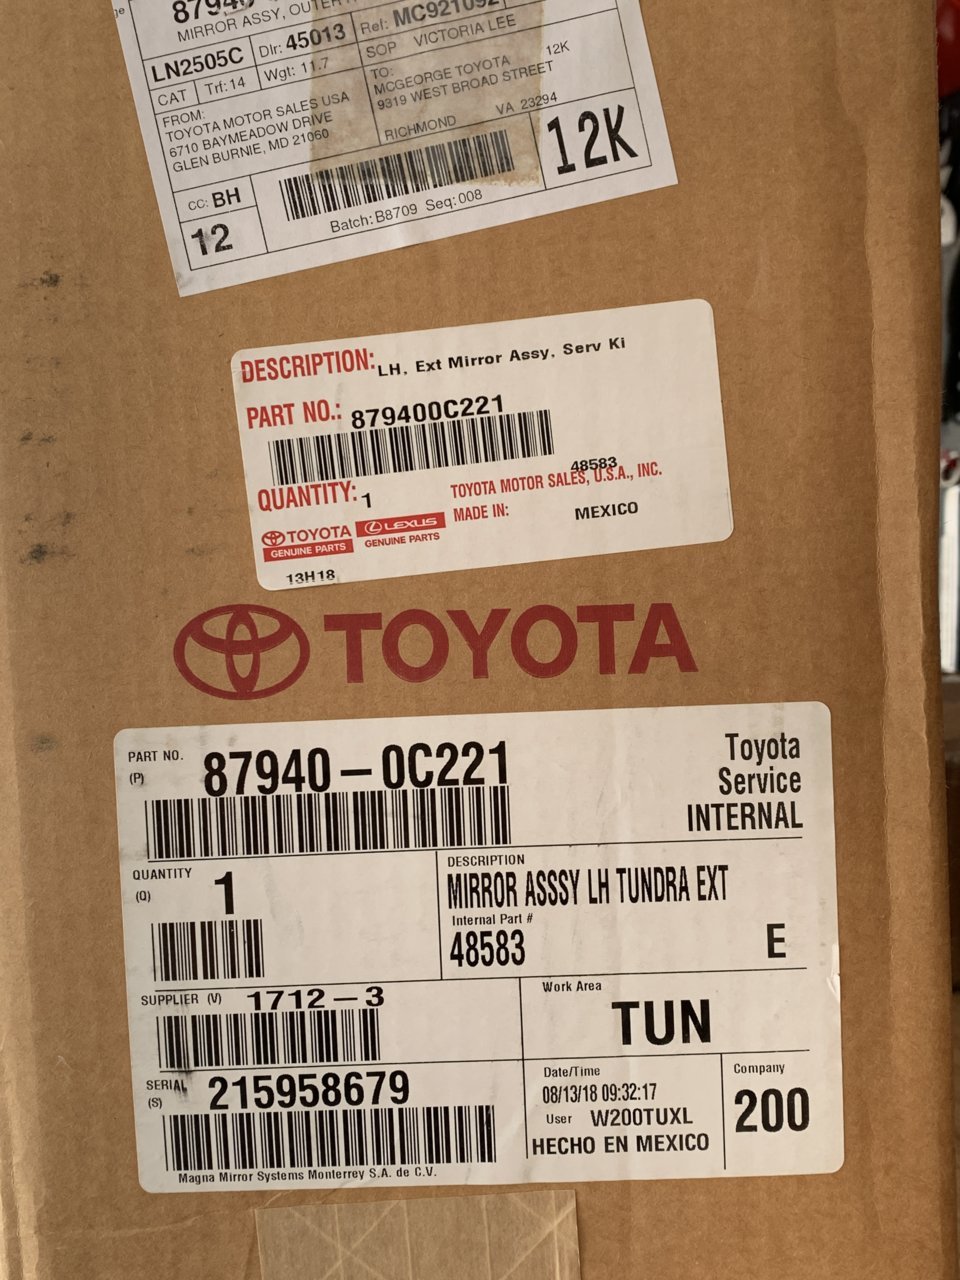 MIRROR ASSY, OUTER
LN2505C Dlr: 45013 Ref: MC921092
CAT Trf: 14 Wgt: 11.7 SOP VICTORIA LEE
FROM:
TOYOTA MOTOR SALES USA
6710 BAYMEADOW DRIVE
GLEN BURNIE, MD 21060
TO: 12K
MCGEORGE TOYOTA
9319 WEST BROAD STREET
RICHMOND VA 23294
CC: BH
12
12K
Batch: B8709 Seq: 008
DESCRIPTION: LH, Ext Mirror Assy, Serv Ki
PART NO.: 879400C221
48583
QUANTITY: 1
TOYOTA MOTOR SALES, U.S.A., INC.
MADE IN: MEXICO
TOYOTA
GENUINE PARTS
LEXUS
GENUINE PARTS
13H18
TOYOTA
PART NO.
(P)
87940-0C221
Toyota
Service
INTERNAL
QUANTITY
(Q)
1
DESCRIPTION
MIRROR ASSSY LH TUNDRA EXT
Internal Part #
48583
E
SUPPLIER (V) 1712-3
Work Area
TUN
SERIAL
(S)
215958679
Date/Time
08/13/18 09:32:17
User W200TUXL
HECHO EN MEXICO
Company
200
Magna Mirror Systems Monterrey S.A. de C.V.